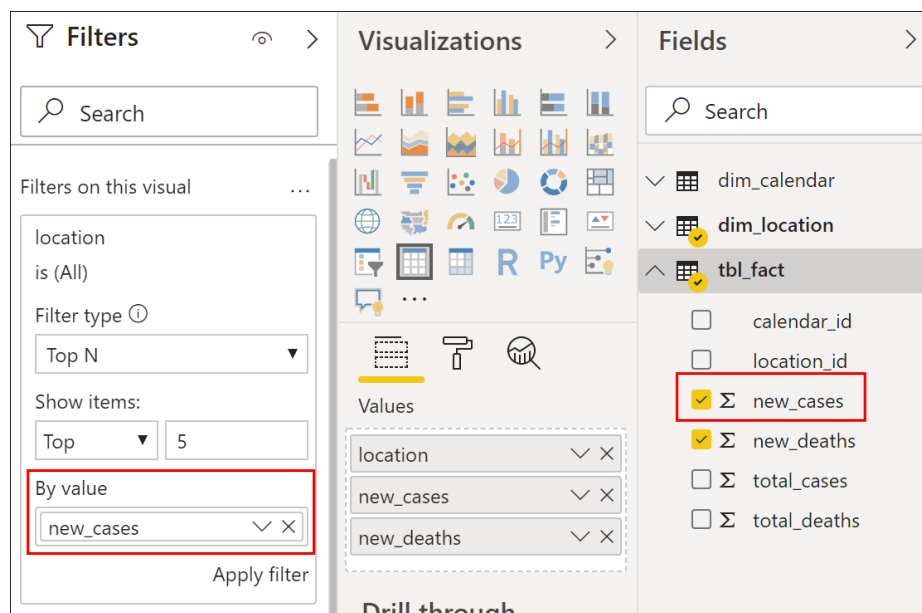 Filters
Search
Filters on this visual
...
location
is (All)
Filter type
Top N
Show items:
Top 5
By value
new_cases
Apply filter
Visualizations
123
R Py
...
Values
location
new_cases
new_deaths
Drill through
Fields
Search
dim_calendar
dim_location
tbl_fact
calendar_id
location_id
Σ new_cases
Σ new_deaths
Σ total_cases
Σ total_deaths